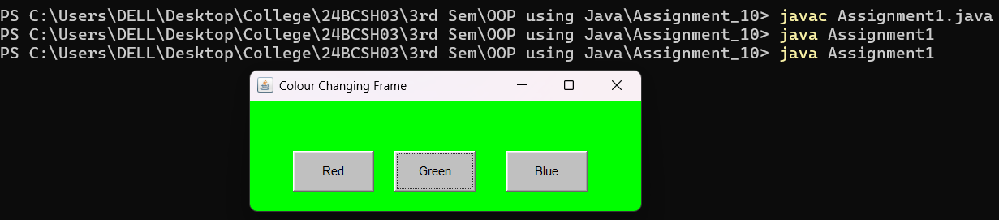 PS C:\Users\DELL\Desktop\College\24BCSH03\3rd Sem\OOP using Java\Assignment_10> javac Assignment1.java
PS C:\Users\DELL\Desktop\College\24BCSH03\3rd Sem\OOP using Java\Assignment_10> java Assignment1
PS C:\Users\DELL\Desktop\College\24BCSH03\3rd Sem\OOP using Java\Assignment_10> java Assignment1
Colour Changing Frame
Red Green Blue